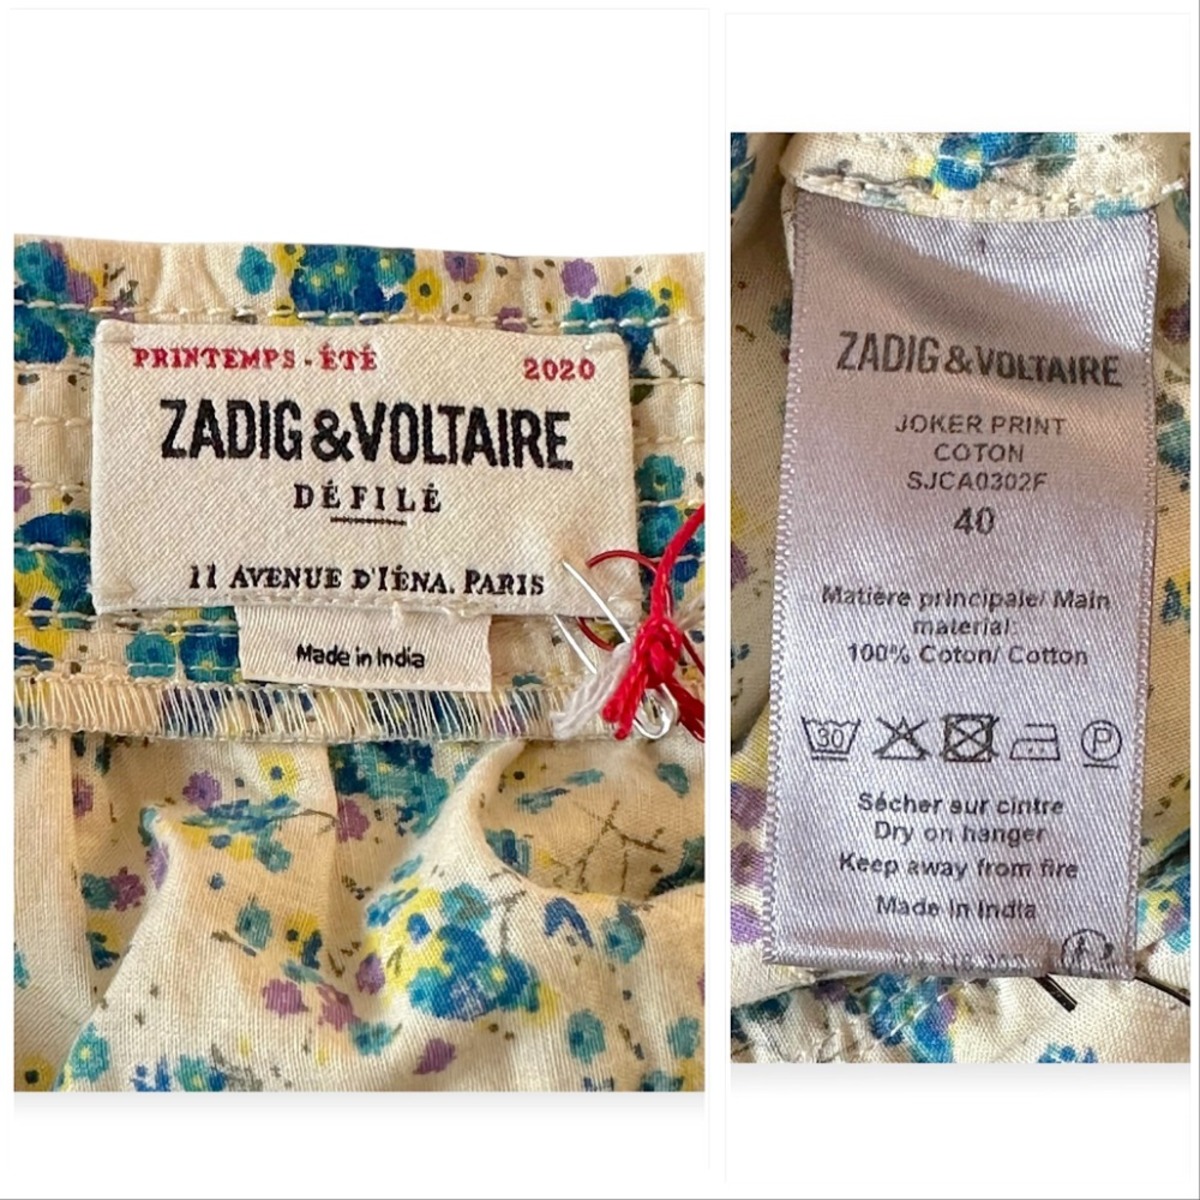 PRINTEMPS - ÉTÉ 2020
ZADIG & VOLTAIRE
DÉFILÉ
11 AVENUE D'IÉNA. PARIS
Made in India
ZADIG & VOLTAIRE
JOKER PRINT
COTON
SJCA0302F
40
Matière principale/ Main
material:
100% Coton/ Cotton
30 P
Sécher sur cintre
Dry on hanger
Keep away from fire
Made In India